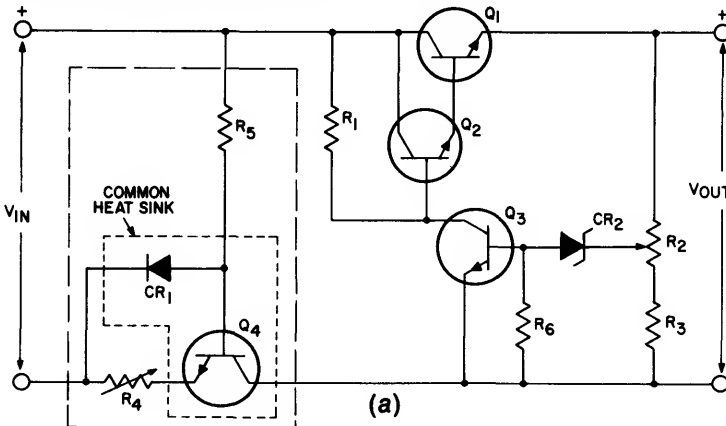 +
Q1
+
R5
R1
Q2
COMMON
HEAT SINK
VIN
Q3
CR2
VOUT
R2
CR1
Q4
R6
R3
R4
(a)